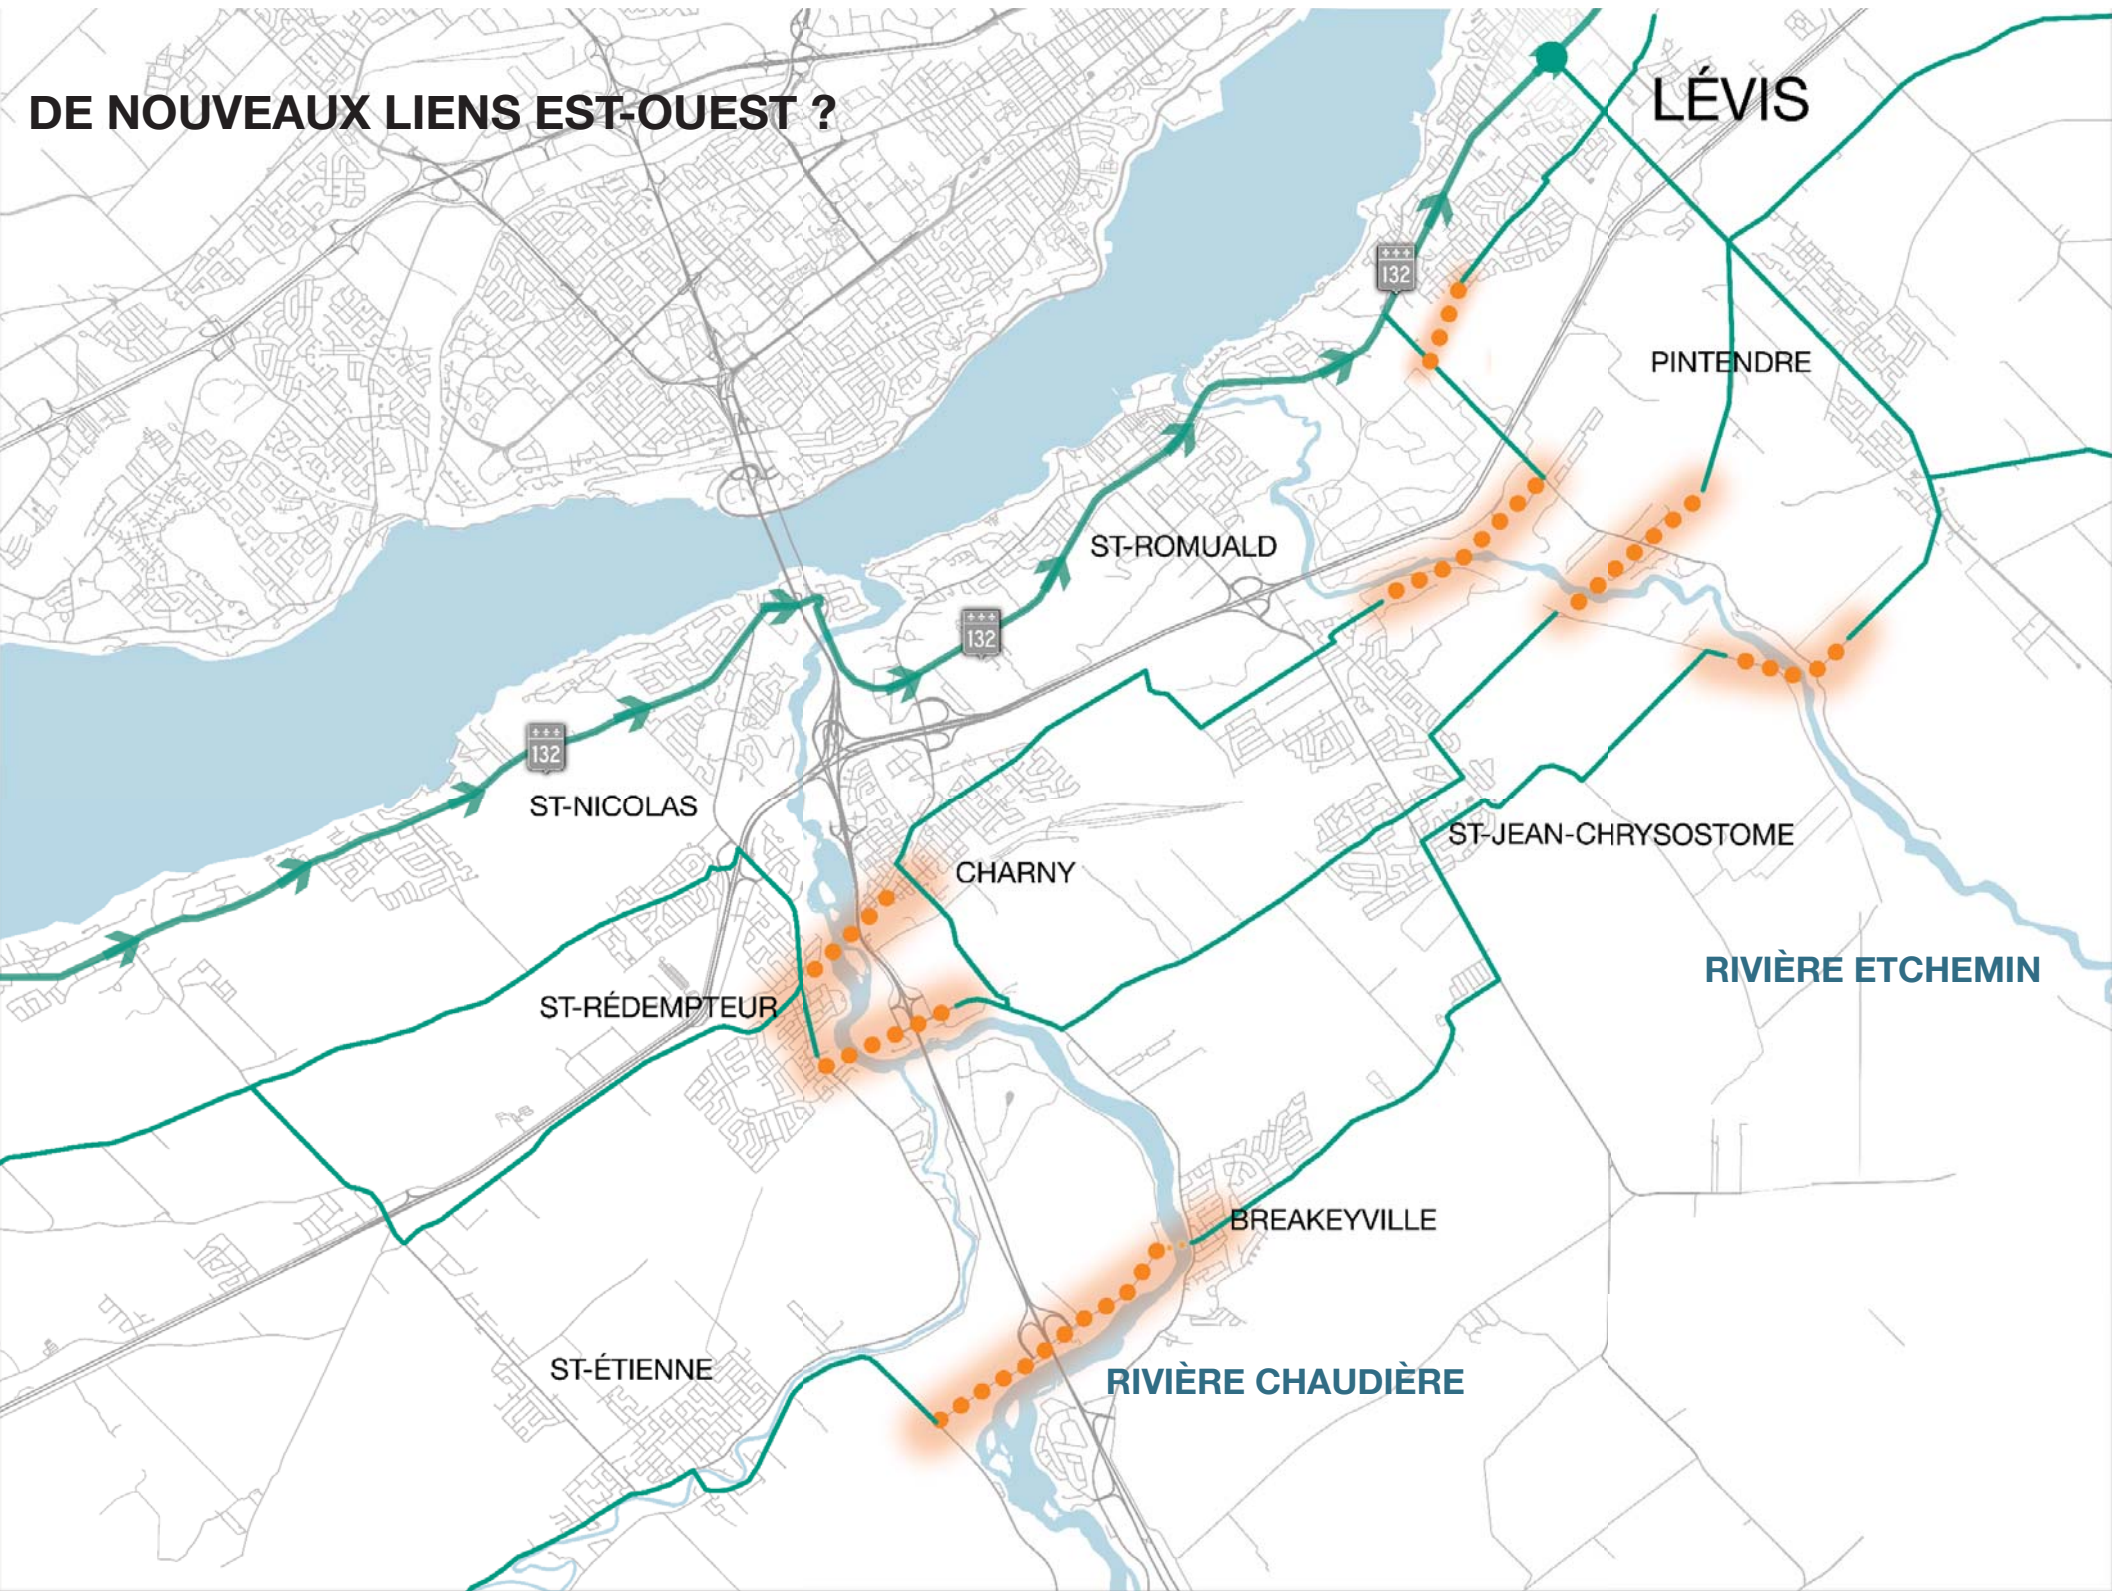 DE NOUVEAUX LIENS EST-OUEST ?
LÉVIS
132
PINTENDRE
ST-ROMUALD
132
132
ST-NICOLAS
ST-JEAN-CHRYSOSTOME
CHARNY
RIVIÈRE ETCHEMIN
ST-RÉDEMPTEUR
BREAKEYVILLE
ST-ÉTIENNE
RIVIÈRE CHAUDIÈRE